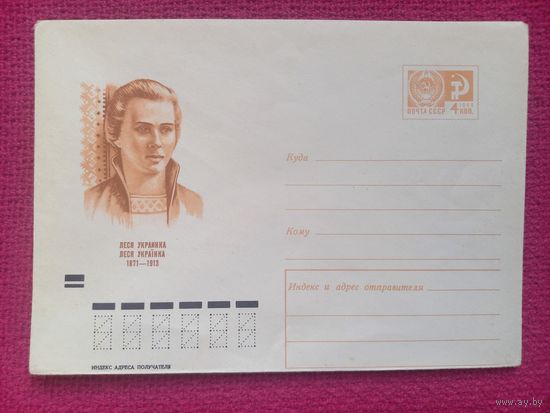 ЛЕСЯ УКРАИНКА
ЛЕСЯ УКРАЇНКА
1871—1913
ИНДЕКС АДРЕСА ПОЛУЧАТЕЛЯ
1966
ПОЧТА СССР 4 КОП.
Куда
Кому
Индекс и адрес отправителя
www.ay.by